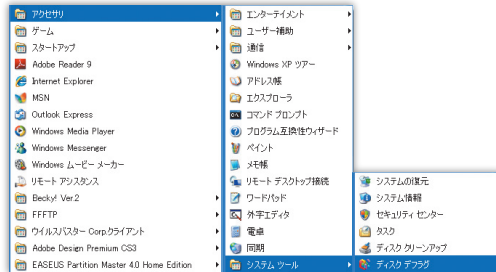 アクセサリ
ゲーム
スタートアップ
Adobe Reader 9
Internet Explorer
MSN
Outlook Express
Windows Media Player
Windows Messenger
Windows ムービー メーカー
リモート アシスタンス
Becky! Ver.2
FFFTP
ウイルスバスター Corp.クライアント
Adobe Design Premium CS3
EASEUS Partition Master 4.0 Home Edition
エンターテイメント
ユーザー補助
通信
Windows XP ツアー
アドレス帳
エクスプローラ
コマンド プロンプト
プログラム互換性ウィザード
ペイント
メモ帳
リモート デスクトップ接続
ワードパッド
外字エディタ
電卓
同期
システム ツール
システムの復元
システム情報
セキュリティ センター
タスク
ディスク クリーンアップ
ディスク デフラグ